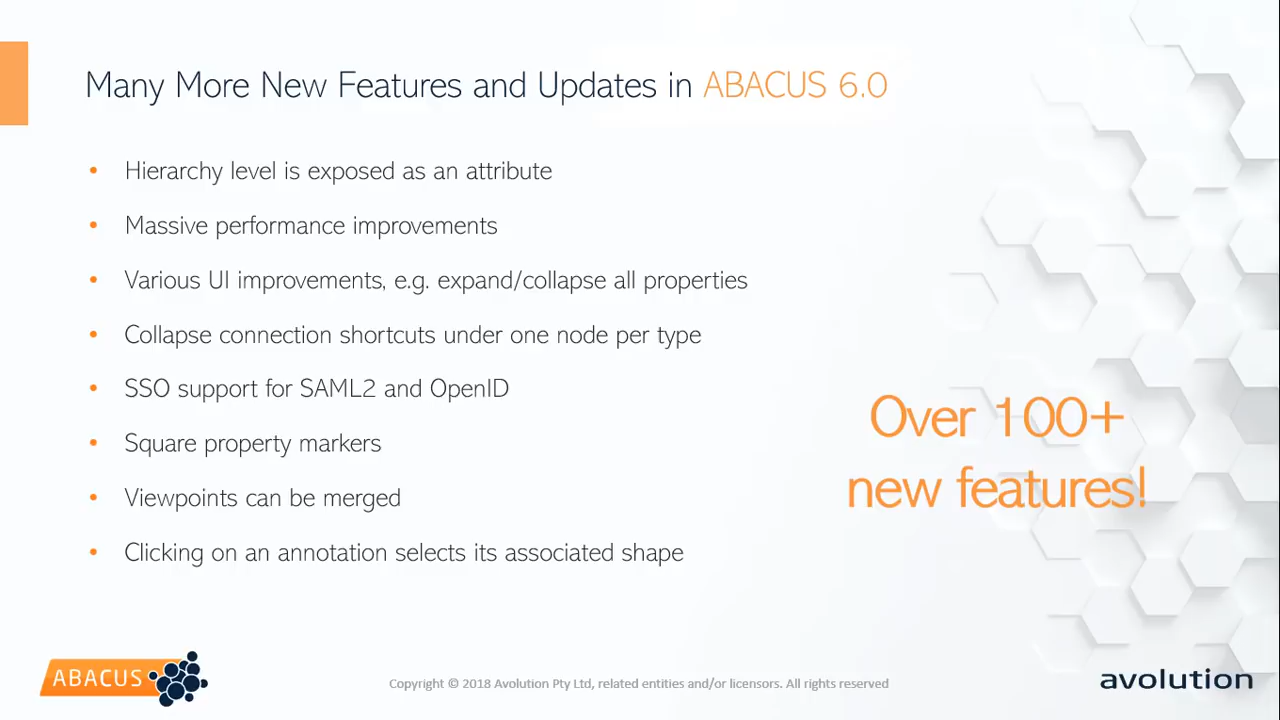 Many More New Features and Updates in ABACUS 6.0
• Hierarchy level is exposed as an attribute
• Massive performance improvements
• Various UI improvements, e.g. expand/collapse all properties
• Collapse connection shortcuts under one node per type
• SSO support for SAML2 and OpenID
• Square property markers
• Viewpoints can be merged
• Clicking on an annotation selects its associated shape
Over 100+
new features!
ABACUS
Copyright © 2018 Avolution Pty Ltd, related entities and/or licensors. All rights reserved
avolution